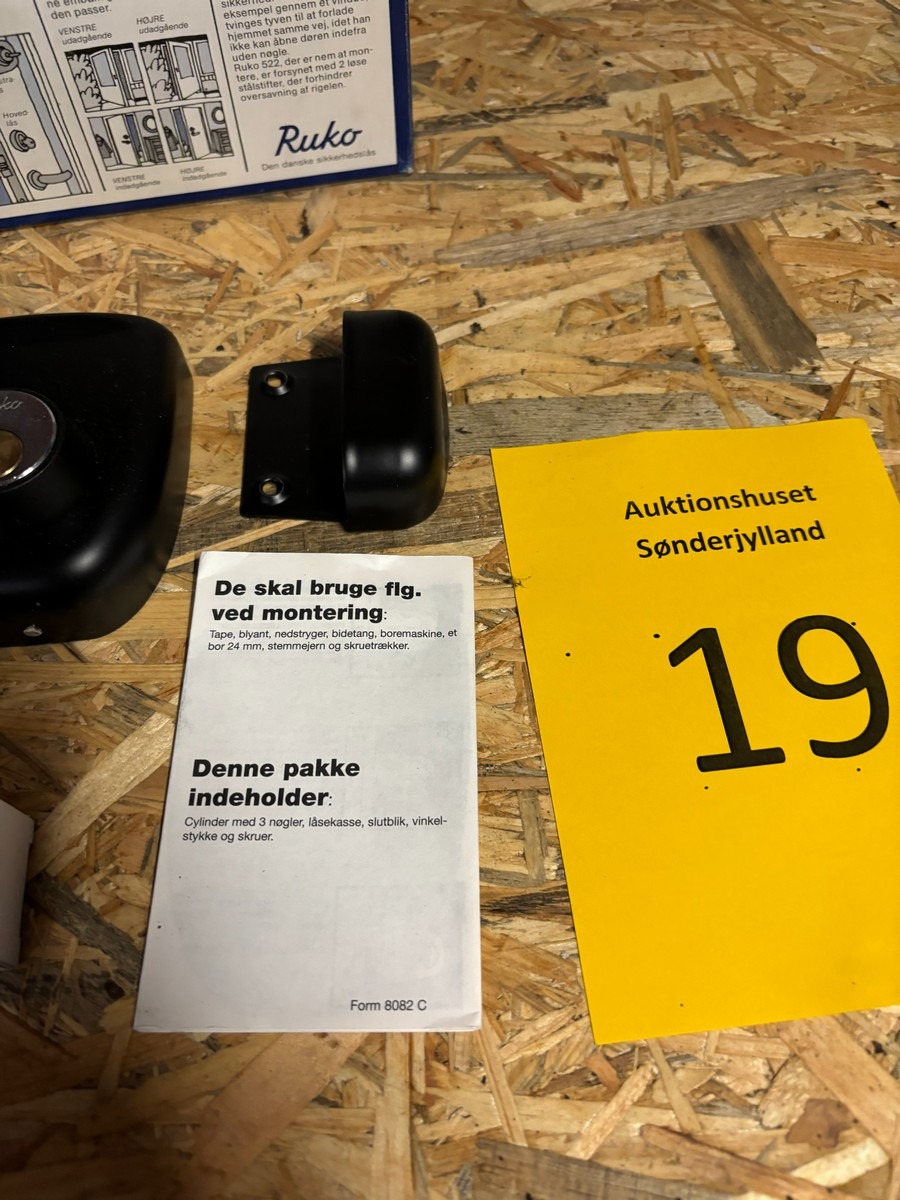 den passer.
VENSTRE
udadgående
HØJRE
udadgående
Hoved-
lås
VENSTRE
indadgående
HØJRE
indadgående
eksempel gennem et vindue,
tvinges tyven til at forlade
hjemmet samme vej, idet han
ikke kan åbne døren indefra
uden nøgle.
Ruko 522, der er nem at mon-
tere, er forsynet med 2 løse
stålstifter, der forhindrer
oversavning af rigelen.
Ruko
Den danske sikkerhedslås
De skal bruge flg.
ved montering:
Tape, blyant, nedstryger, bidetang, boremaskine, et
bor 24 mm, stemmejern og skruetrækker.
Denne pakke
indeholder:
Cylinder med 3 nøgler, låsekasse, slutblik, vinkel-
stykke og skruer.
Form 8082 C
Auktionshuset
Sønderjylland
19